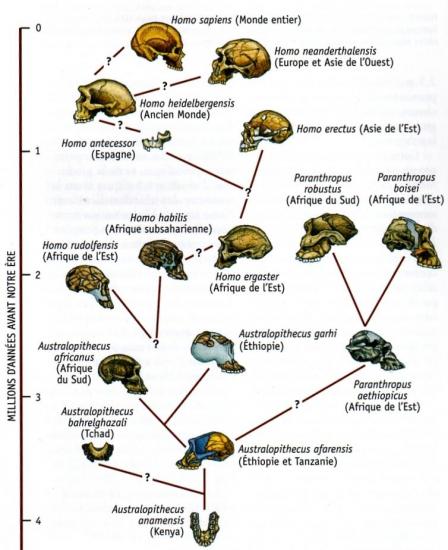 0
Homo sapiens (Monde entier)
Homo neanderthalensis
(Europe et Asie de l'Ouest)
?
?
Homo heidelbergensis
(Ancien Monde)
?
Homo antecessor
(Espagne)
Homo erectus (Asie de l'Est)
1
Paranthropus
robustus
(Afrique du Sud)
Paranthropus
boisei
(Afrique de l'Est)
?
Homo habilis
(Afrique subsaharienne)
Homo rudolfensis
(Afrique de l'Est)
?
Homo ergaster
(Afrique de l'Est)
2
MILLIONS D'ANNÉES AVANT NOTRE ÈRE
?
Australopithecus
africanus
(Afrique
du Sud)
Australopithecus garhi
(Éthiopie)
Paranthropus
aethiopicus
(Afrique de l'Est)
3
?
Australopithecus
bahrelghazali
(Tchad)
Australopithecus afarensis
(Éthiopie et Tanzanie)
?
Australopithecus
anamensis
(Kenya)
4